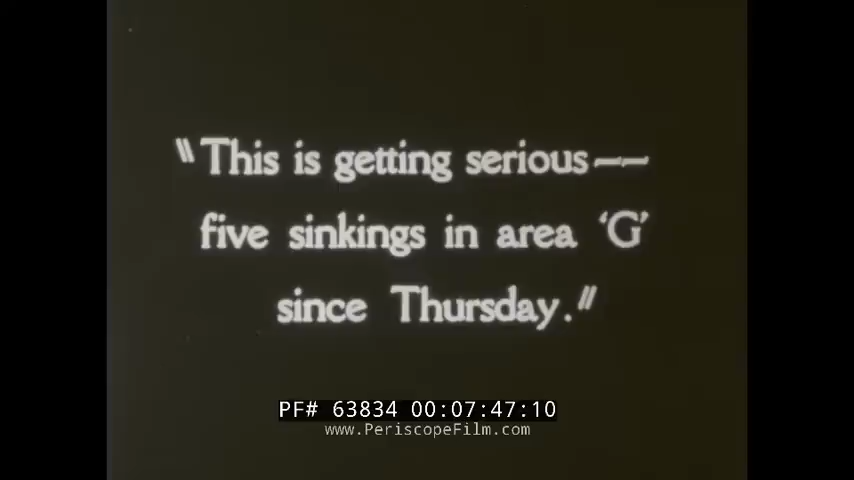 "This is getting serious——
five sinkings in area 'G'
since Thursday."
PF# 63834 00:07:47:10
www.PeriscopeFilm.com